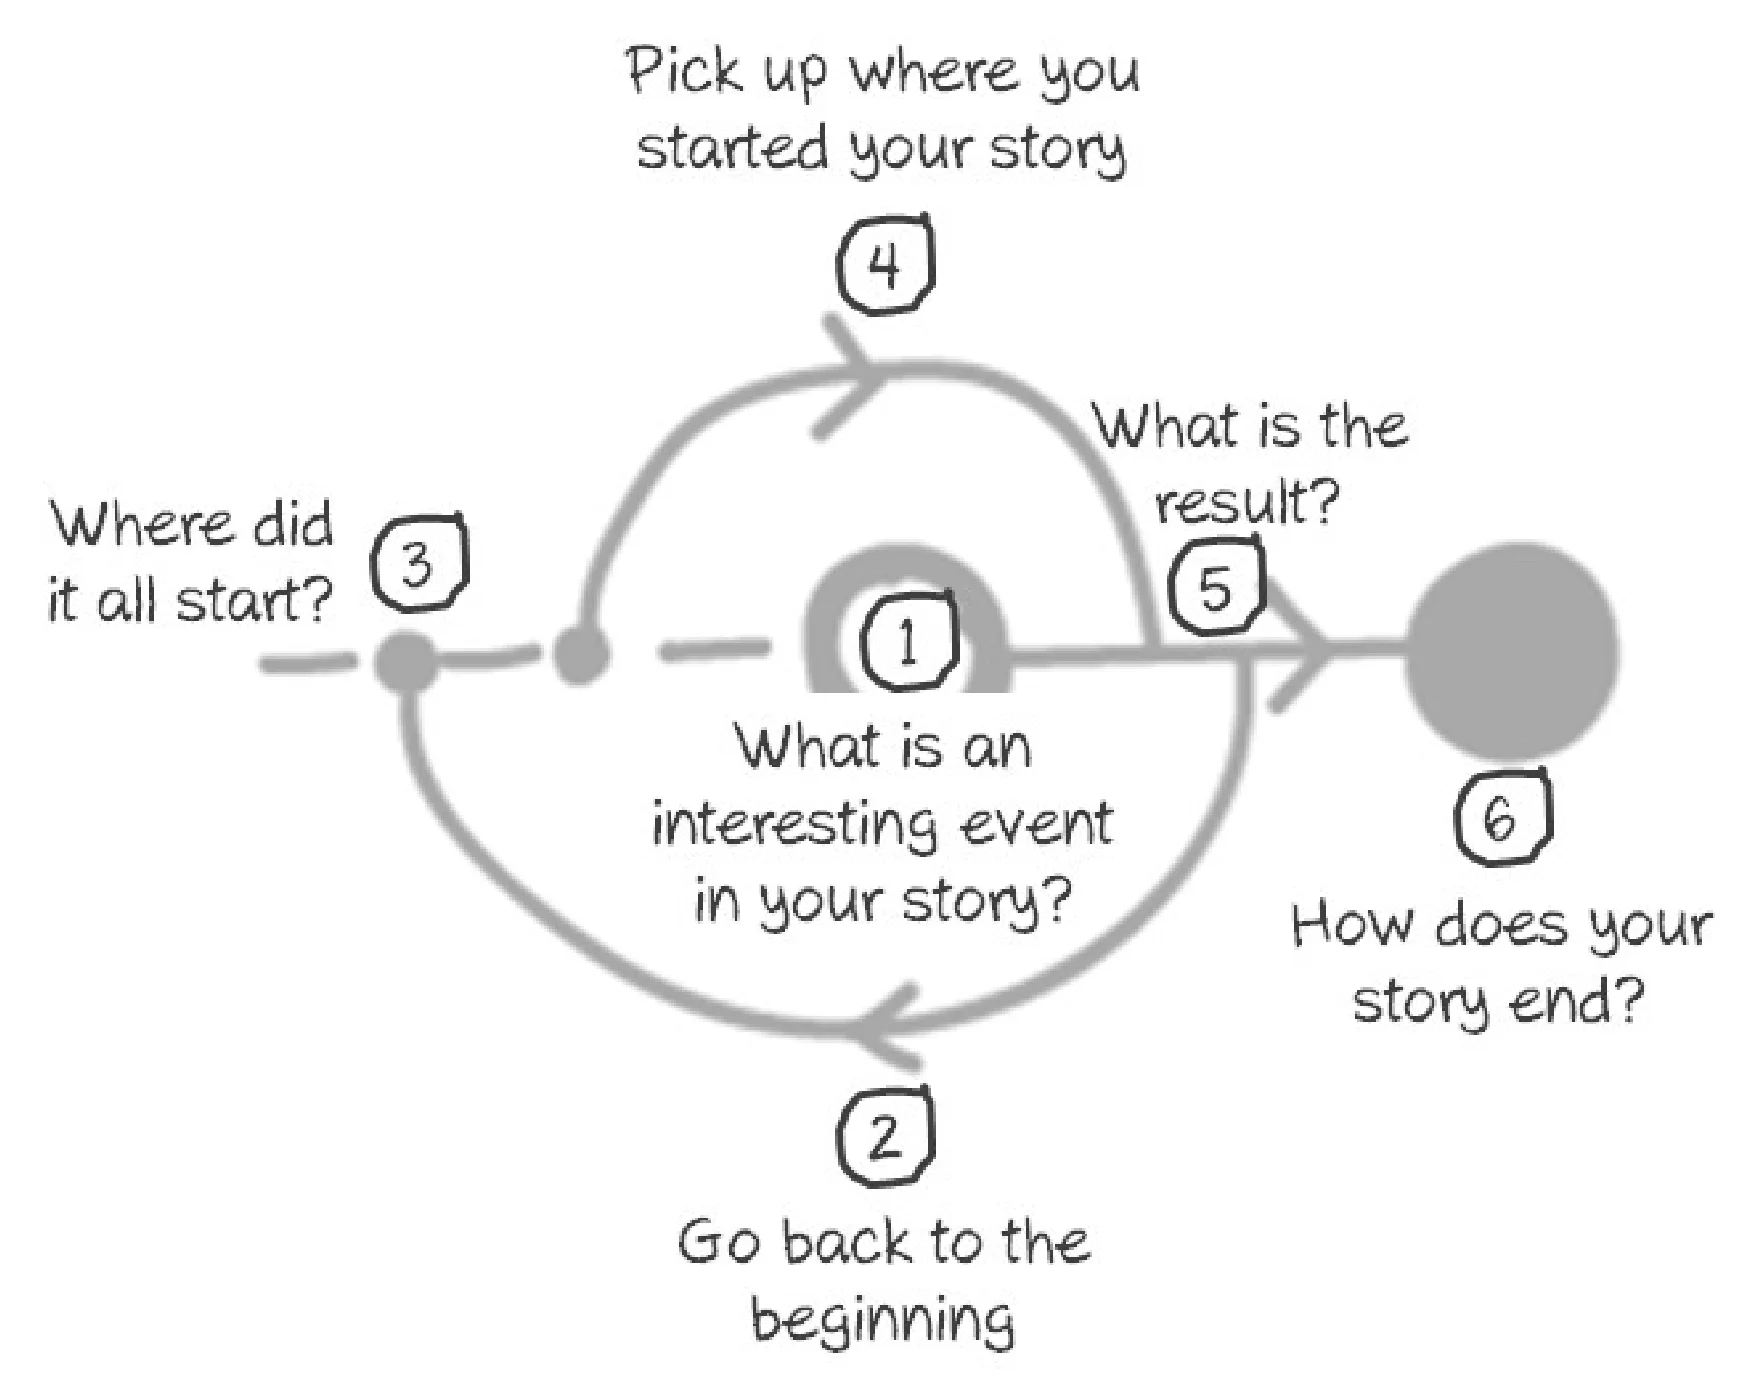 Pick up where you
started your story
4
What is the
result?
5
Where did
it all start?
3
1
What is an
interesting event
in your story?
6
How does your
story end?
2
Go back to the
beginning